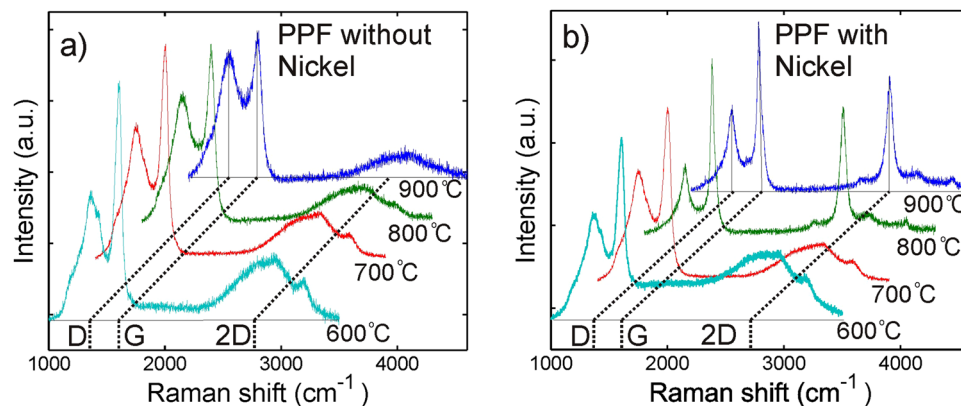 a)
PPF without
Nickel
Intensity (a.u.)
900°C
800°C
700°C
600°C
D G 2D
1000 2000 3000 4000
Raman shift (cm-1)
b)
PPF with
Nickel
Intensity (a.u.)
900°C
800°C
700°C
600°C
D G 2D
1000 2000 3000 4000
Raman shift (cm-1)